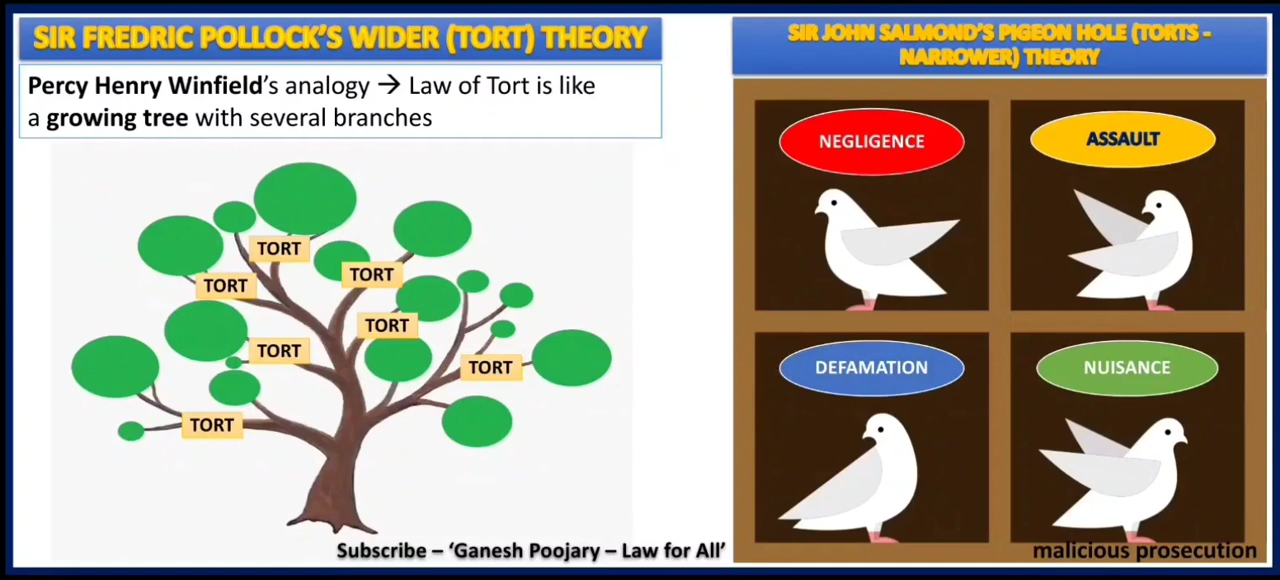 SIR FREDRIC POLLOCK'S WIDER (TORT) THEORY
Percy Henry Winfield's analogy → Law of Tort is like
a growing tree with several branches
TORT
TORT
TORT
TORT
TORT
TORT
TORT
Subscribe – 'Ganesh Poojary – Law for All'
SIR JOHN SALMOND'S PIGEON HOLE (TORTS -
NARROWER) THEORY
NEGLIGENCE
ASSAULT
DEFAMATION
NUISANCE
malicious prosecution